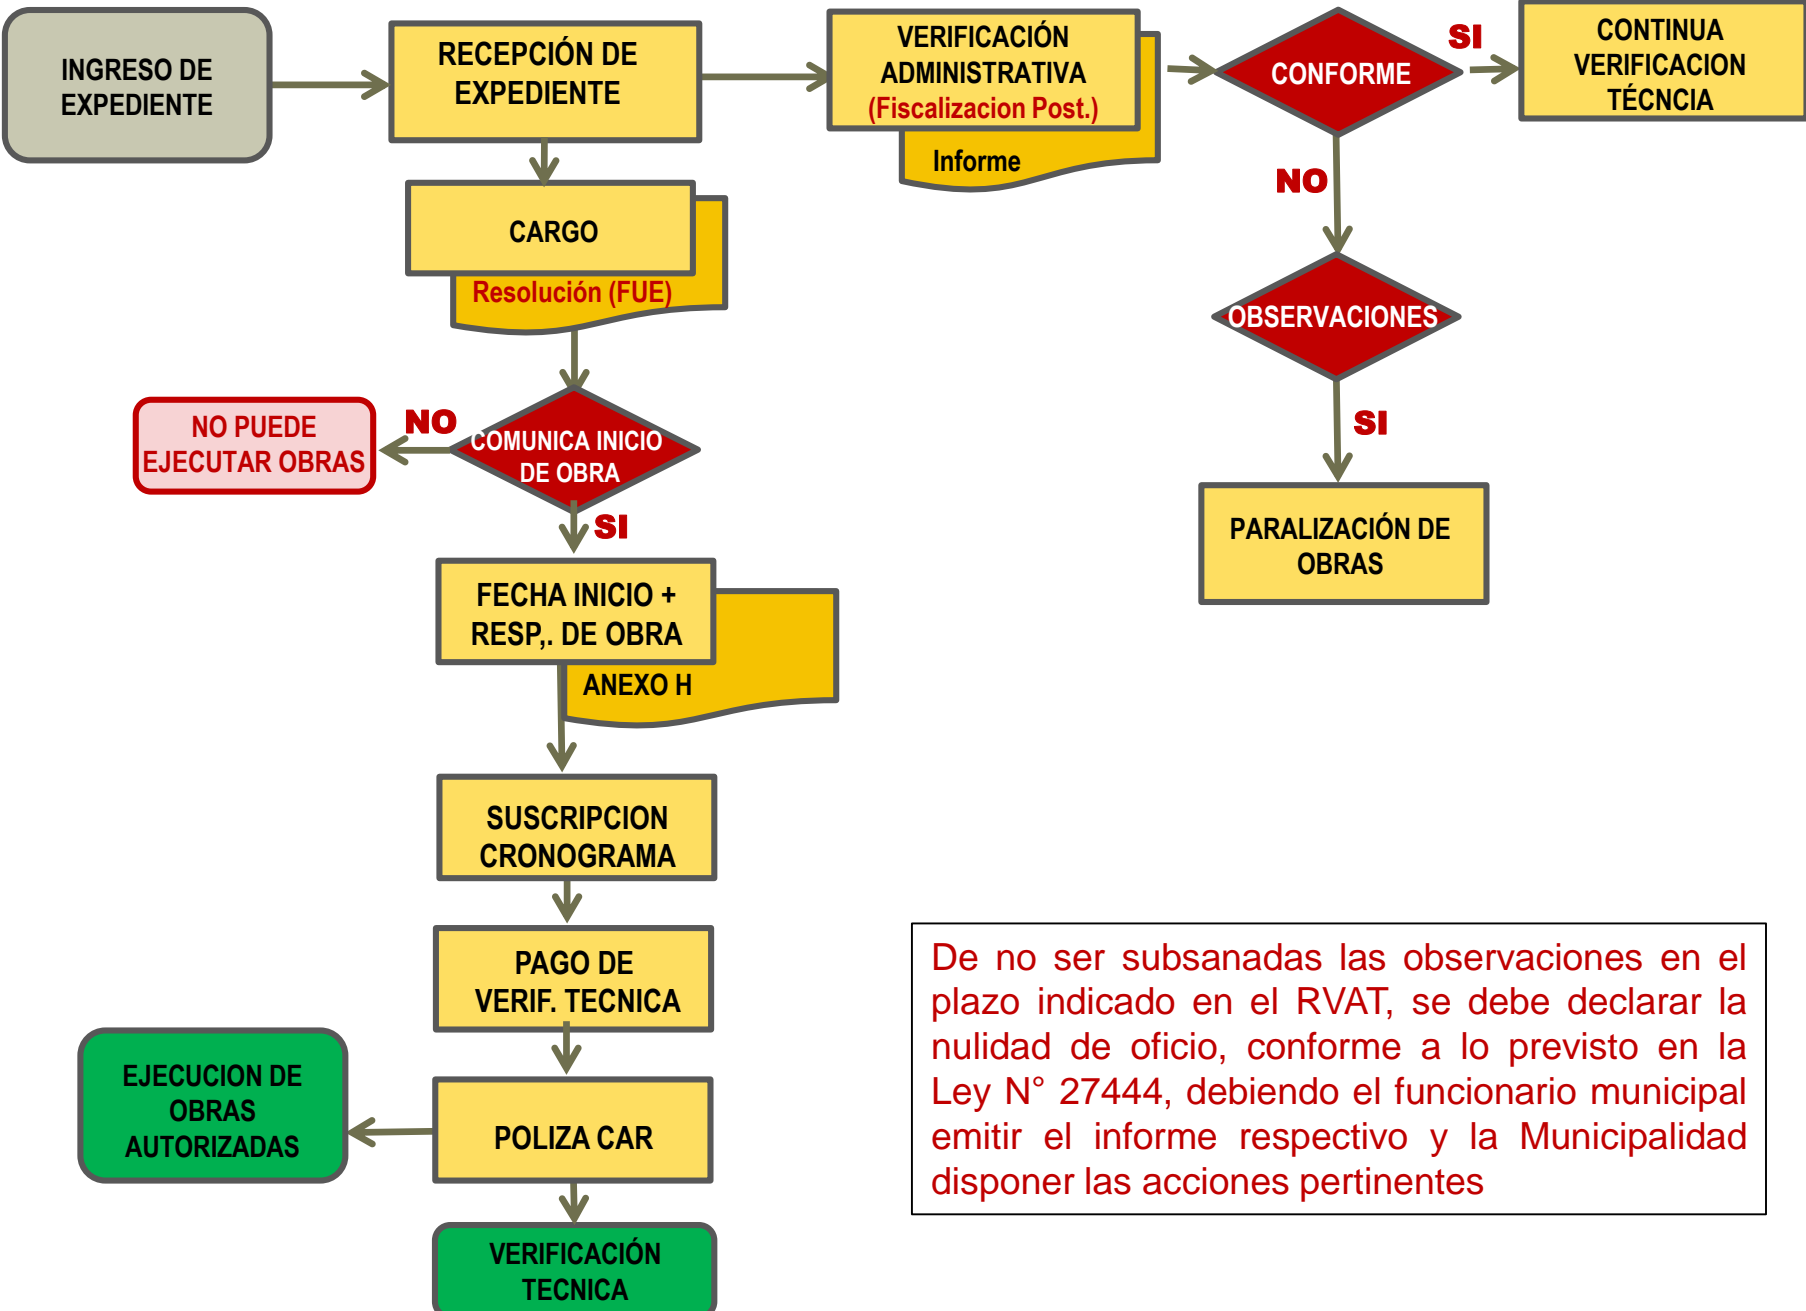 INGRESO DE
EXPEDIENTE
RECEPCIÓN DE
EXPEDIENTE
VERIFICACIÓN
ADMINISTRATIVA
(Fiscalizacion Post.)
Informe
CONFORME
SI
CONTINUA
VERIFICACION
TÉCNCIA
NO
OBSERVACIONES
SI
PARALIZACIÓN DE
OBRAS
CARGO
Resolución (FUE)
COMUNICA INICIO
DE OBRA
NO
NO PUEDE
EJECUTAR OBRAS
SI
FECHA INICIO +
RESP,. DE OBRA
ANEXO H
SUSCRIPCION
CRONOGRAMA
PAGO DE
VERIF. TECNICA
POLIZA CAR
EJECUCION DE
OBRAS
AUTORIZADAS
VERIFICACIÓN
TECNICA
De no ser subsanadas las observaciones en el
plazo indicado en el RVAT, se debe declarar la
nulidad de oficio, conforme a lo previsto en la
Ley N° 27444, debiendo el funcionario municipal
emitir el informe respectivo y la Municipalidad
disponer las acciones pertinentes